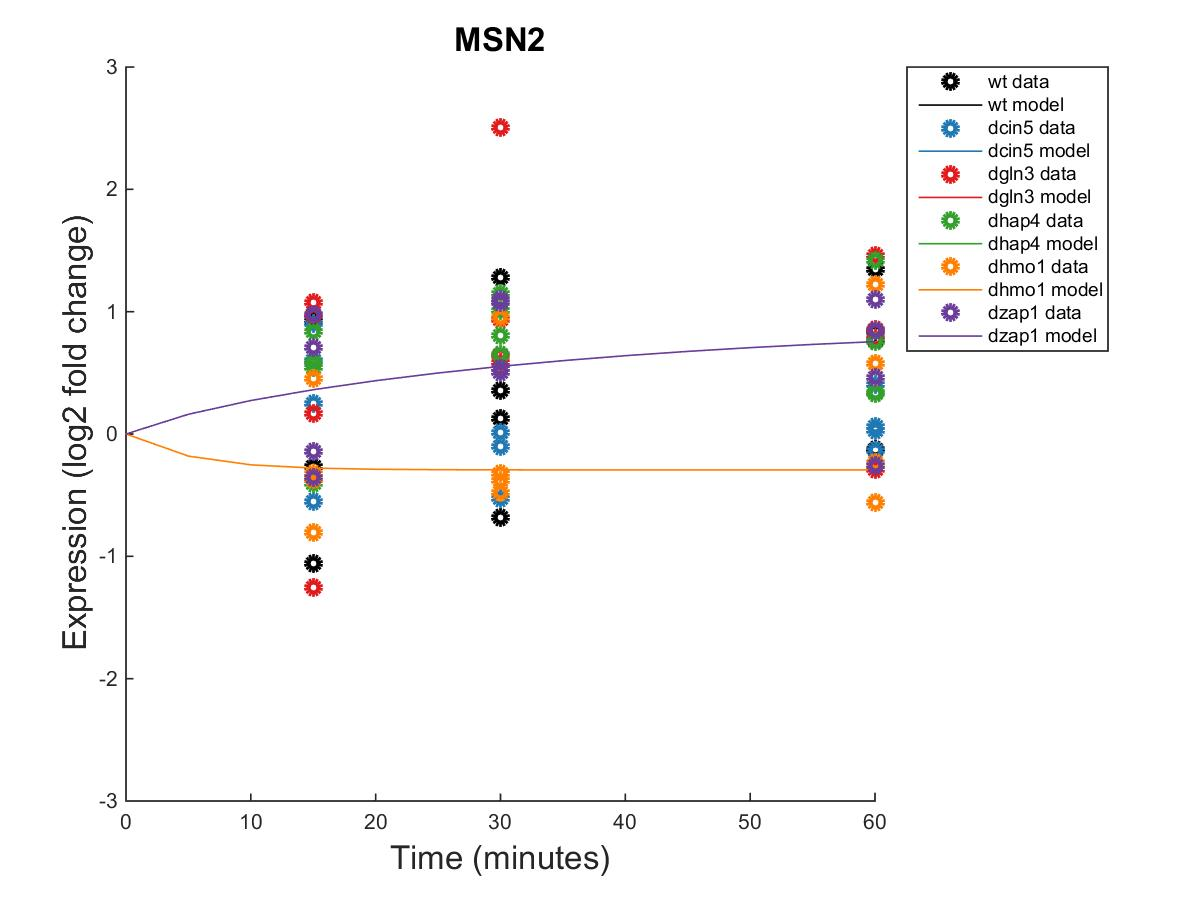 MSN2
Expression (log2 fold change)
3
2
1
0
-1
-2
-3
0 10 20 30 40 50 60
Time (minutes)
wt data
wt model
dcin5 data
dcin5 model
dgln3 data
dgln3 model
dhap4 data
dhap4 model
dhmo1 data
dhmo1 model
dzap1 data
dzap1 model